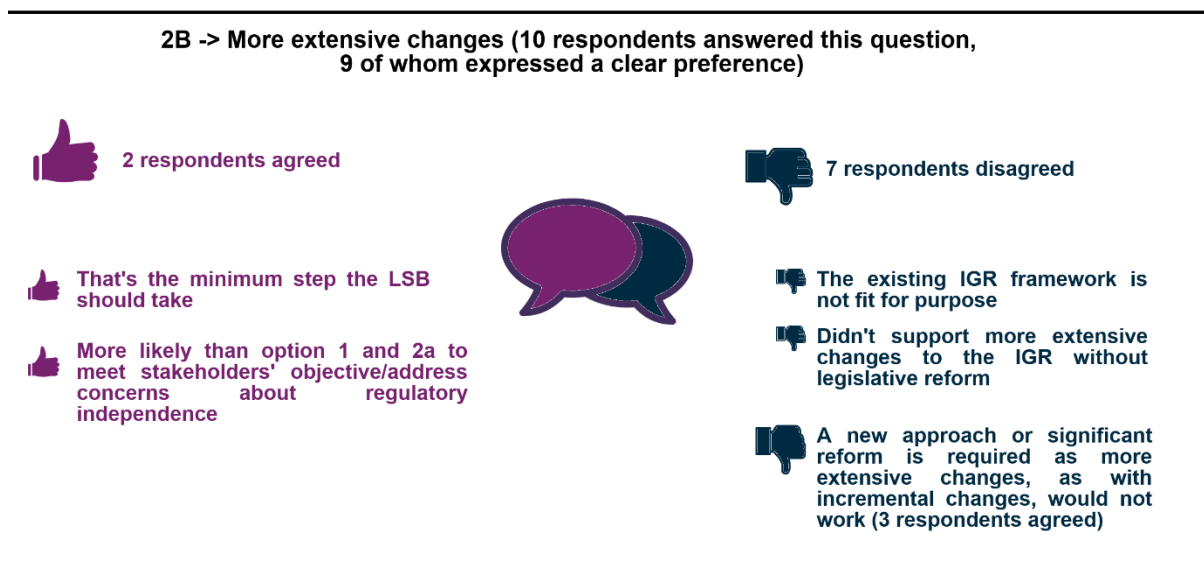 2B -> More extensive changes (10 respondents answered this question,
9 of whom expressed a clear preference)
2 respondents agreed
That's the minimum step the LSB
should take
More likely than option 1 and 2a to
meet stakeholders' objective/address
concerns about regulatory
independence
7 respondents disagreed
The existing IGR framework is
not fit for purpose
Didn't support more extensive
changes to the IGR without
legislative reform
A new approach or significant
reform is required as more
extensive changes, as with
incremental changes, would not
work (3 respondents agreed)